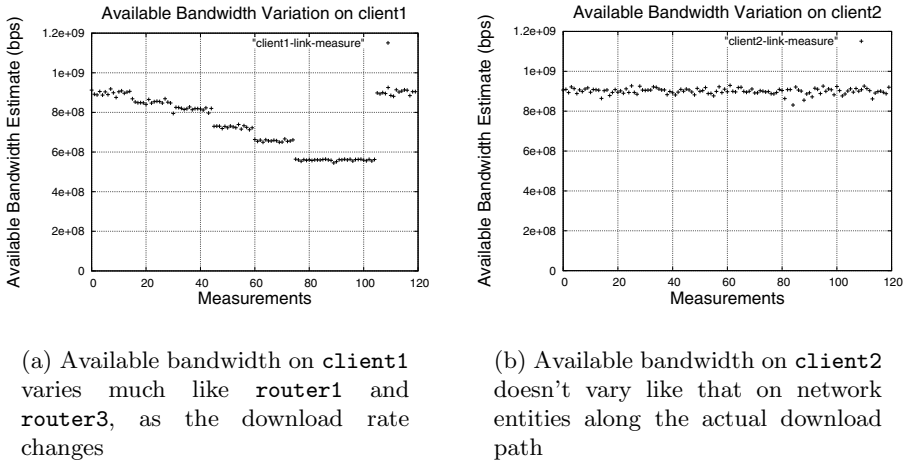 Available Bandwidth Variation on client1
Available Bandwidth Estimate (bps)
1.2e+09
1e+09
8e+08
6e+08
4e+08
2e+08
0
"client1-link-measure"
0 20 40 60 80 100 120
Measurements
Available Bandwidth Variation on client2
Available Bandwidth Estimate (bps)
1.2e+09
1e+09
8e+08
6e+08
4e+08
2e+08
0
"client2-link-measure"
0 20 40 60 80 100 120
Measurements
(a) Available bandwidth on client1
varies much like router1 and
router3, as the download rate
changes
(b) Available bandwidth on client2
doesn't vary like that on network
entities along the actual download
path